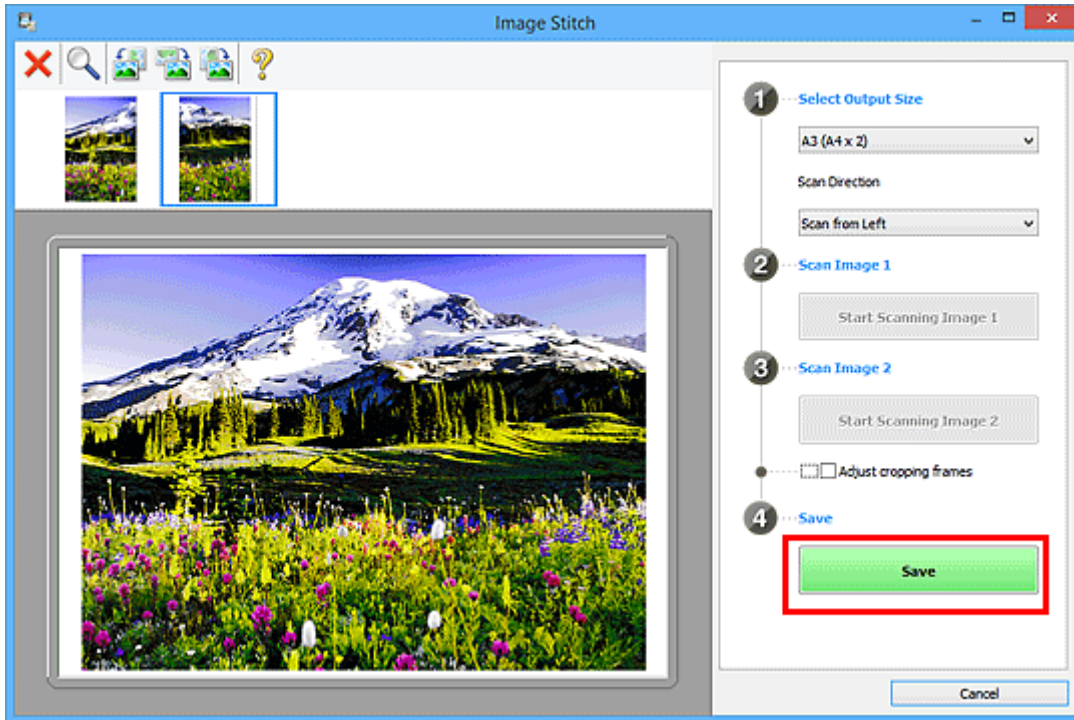 Image Stitch
1
Select Output Size
A3 (A4 x 2)
Scan Direction
Scan from Left
2
Scan Image 1
Start Scanning Image 1
3
Scan Image 2
Start Scanning Image 2
Adjust cropping frames
4
Save
Save
Cancel